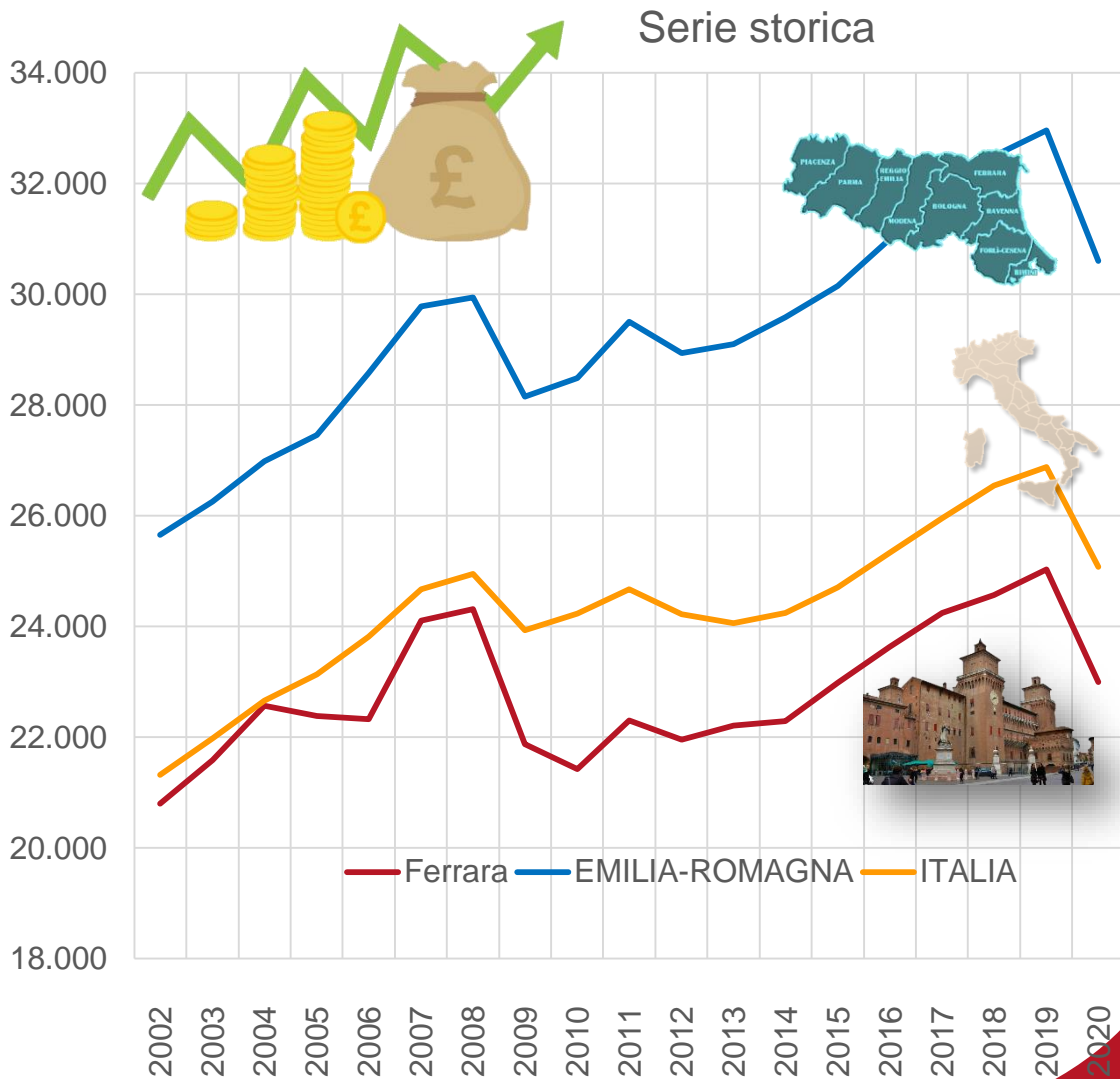 Serie storica
34.000
32.000
30.000
28.000
26.000
24.000
22.000
20.000
18.000
£
£
PIACENZA
PARMA
REGGIO
EMILIA
MODENA
BOLOGNA
FERRARA
RAVENNA
FORLÌ-CESENA
RIMINI
Ferrara
EMILIA-ROMAGNA
ITALIA
2002
2003
2004
2005
2006
2007
2008
2009
2010
2011
2012
2013
2014
2015
2016
2017
2018
2019
2020